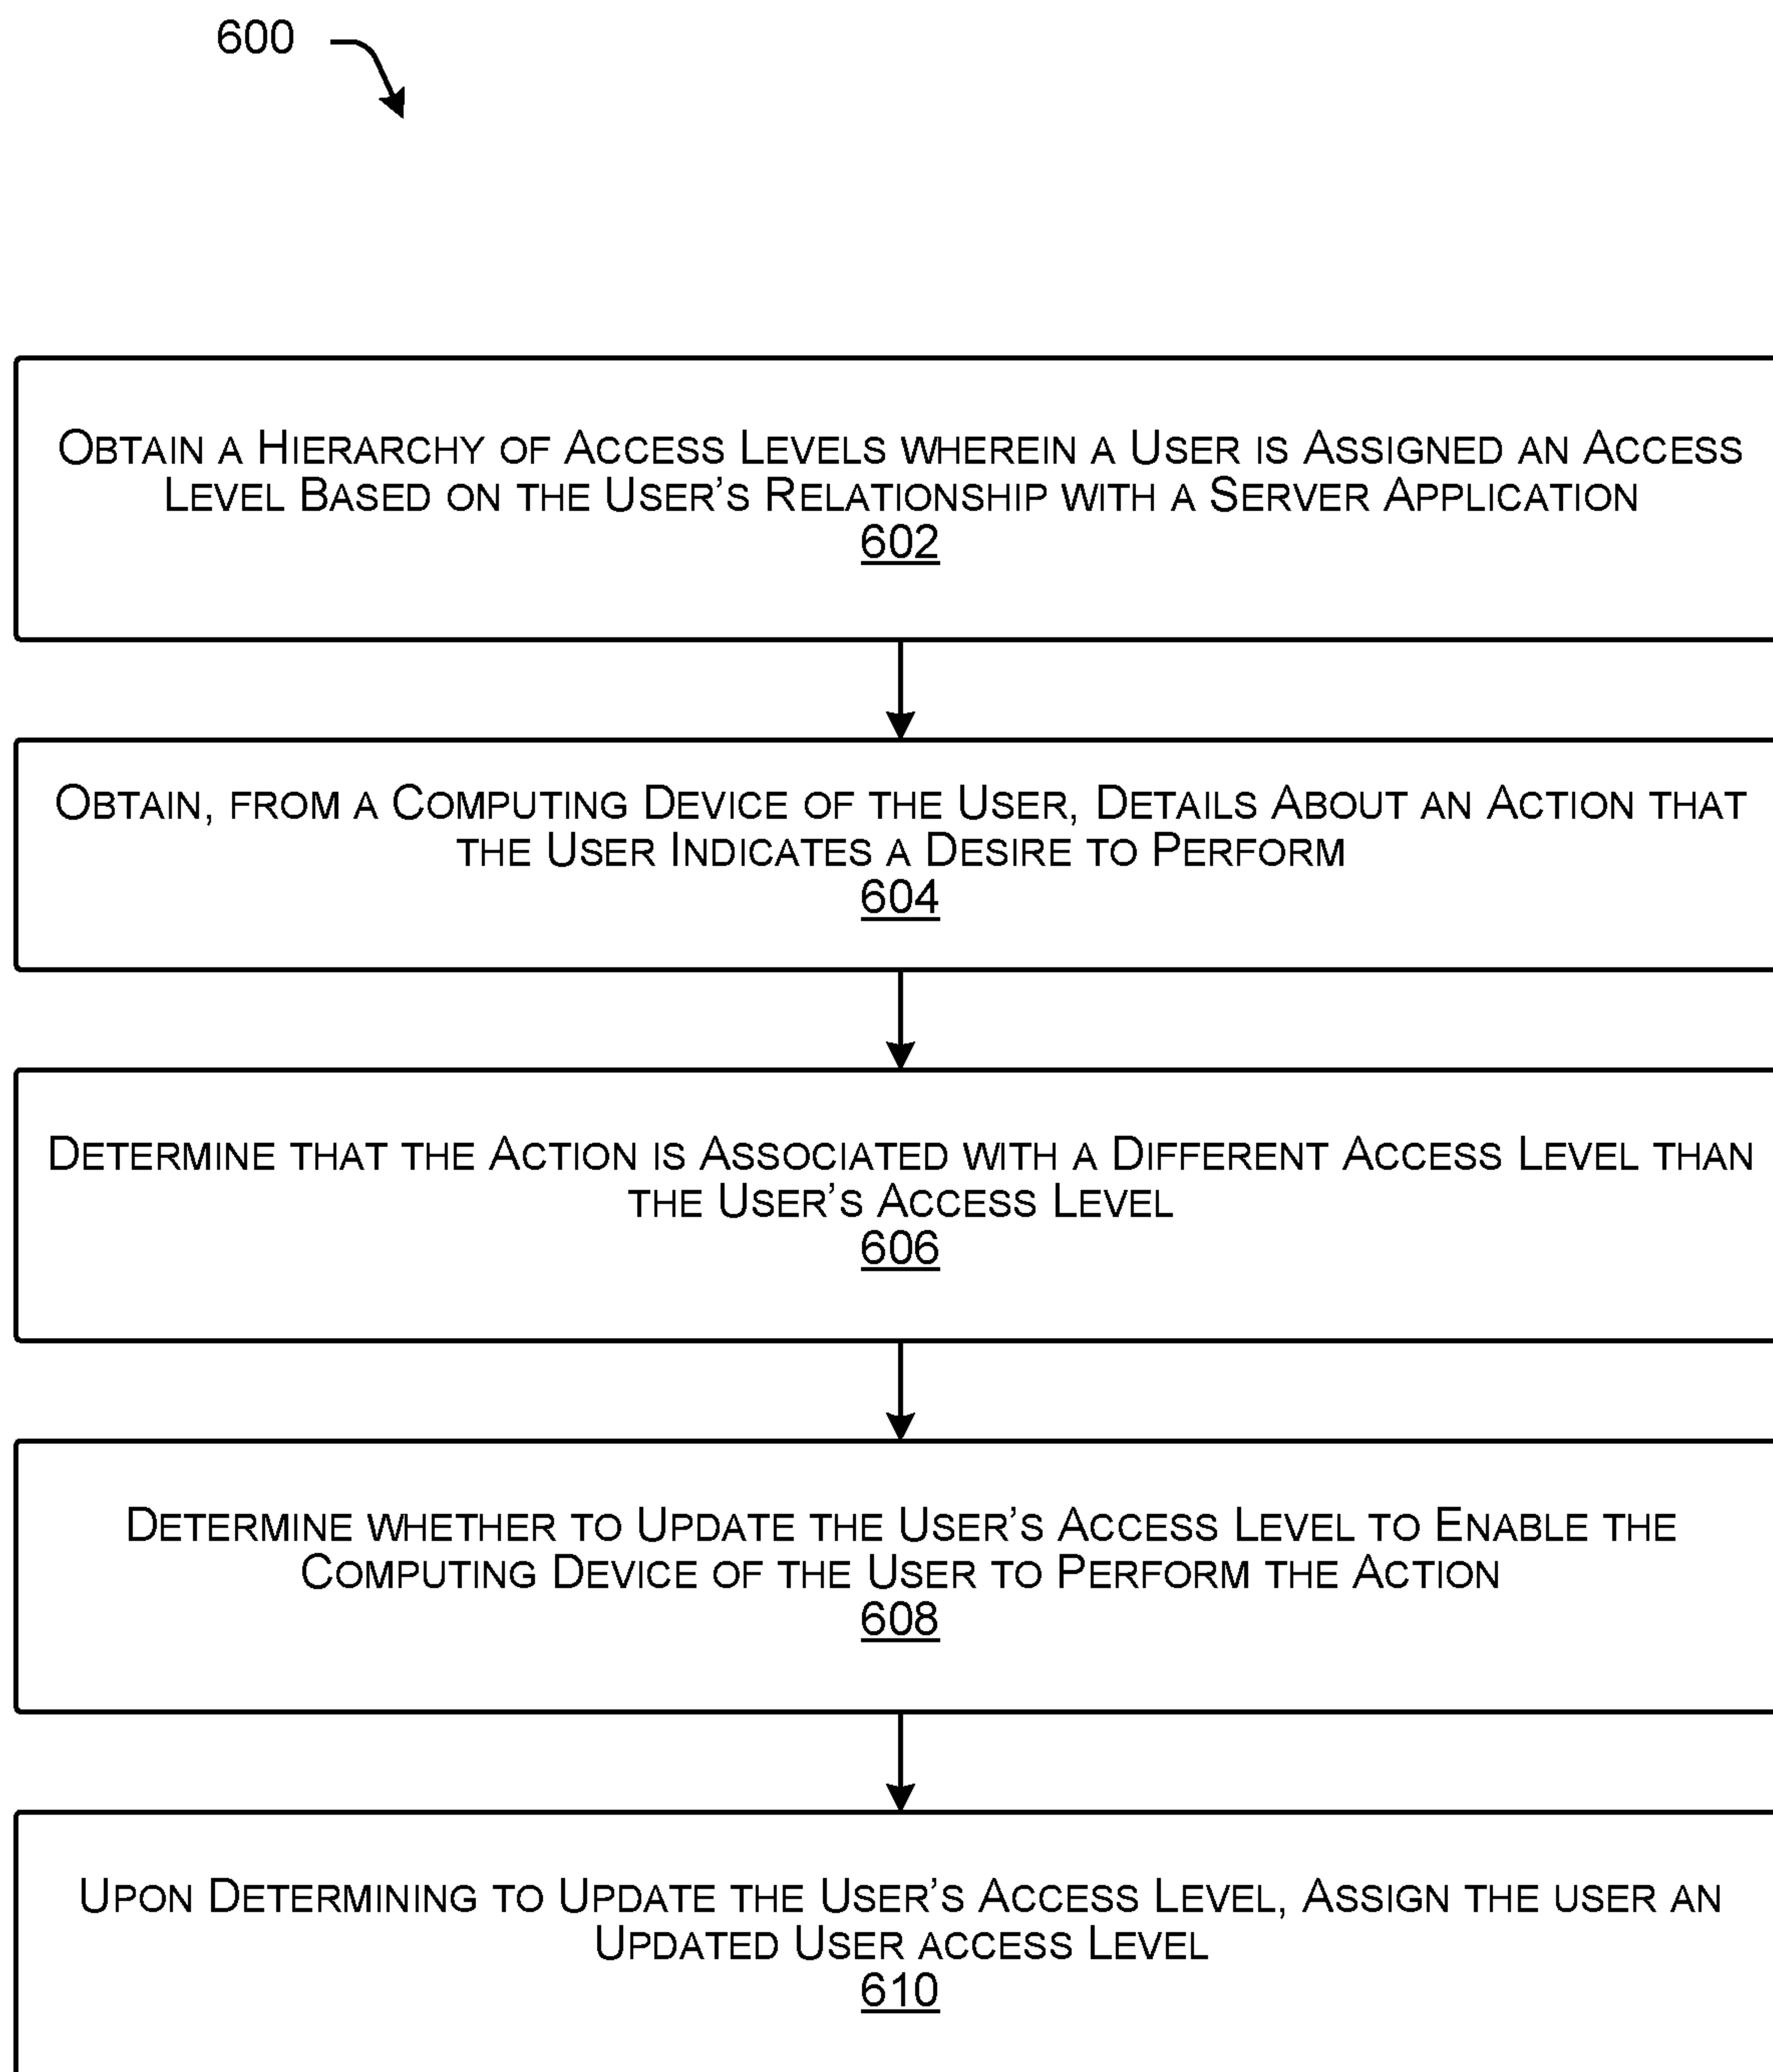 600
Obtain a Hierarchy of Access Levels wherein a User is Assigned an Access
Level Based on the User's Relationship with a Server Application
602
Obtain, from a Computing Device of the User, Details About an Action that
the User Indicates a Desire to Perform
604
Determine that the Action is Associated with a Different Access Level than
the User's Access Level
606
Determine whether to Update the User's Access Level to Enable the
Computing Device of the User to Perform the Action
608
Upon Determining to Update the User's Access Level, Assign the user an
Updated User access Level
610